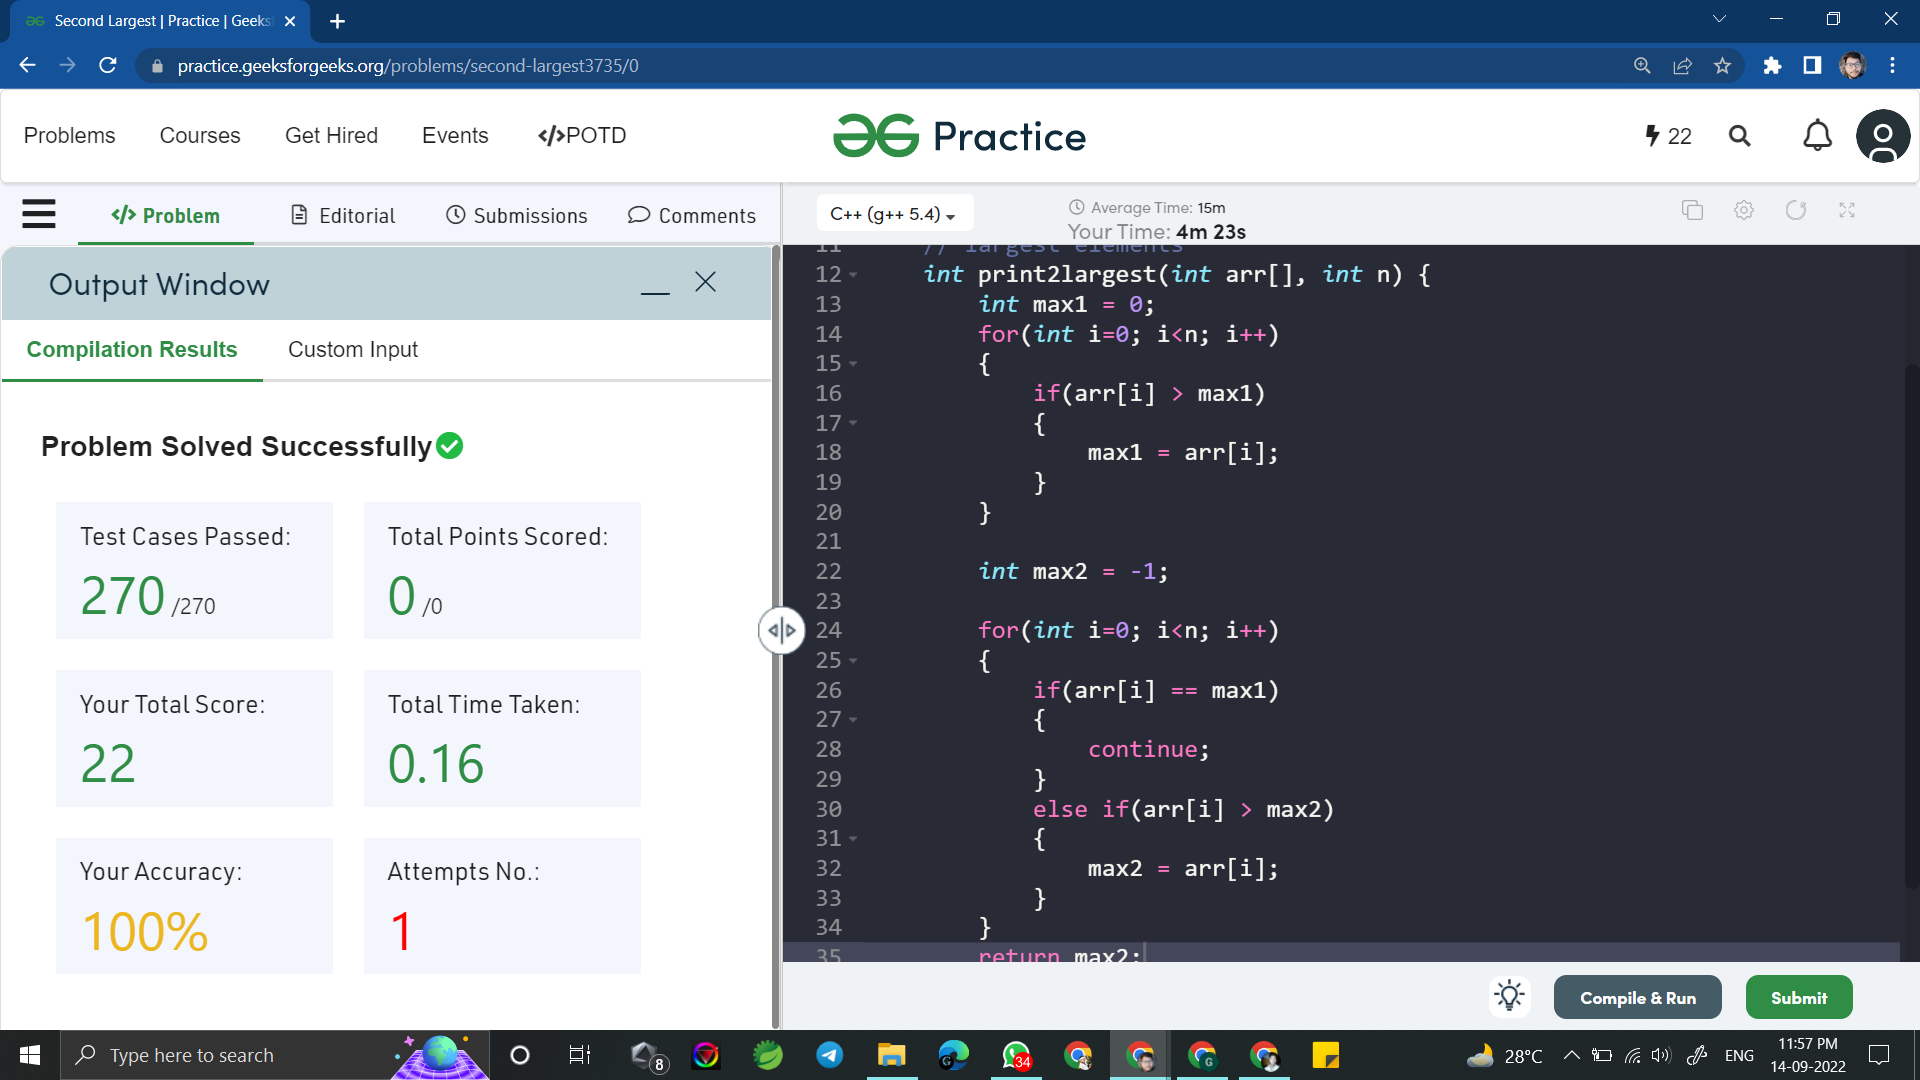 Second Largest | Practice | Geeks
practice.geeksforgeeks.org/problems/second-largest3735/0
Problems Courses Get Hired Events </>POTD
Practice
22
</> Problem Editorial Submissions Comments
C++ (g++ 5.4)
Average Time: 15m
Your Time: 4m 23s
Output Window
Compilation Results Custom Input
Problem Solved Successfully
Test Cases Passed:
270 /270
Total Points Scored:
0 /0
Your Total Score:
22
Total Time Taken:
0.16
Your Accuracy:
100%
Attempts No.:
1
11 // largest elements
12 int print2largest(int arr[], int n) {
13 int max1 = 0;
14 for(int i=0; i<n; i++)
15 {
16 if(arr[i] > max1)
17 {
18 max1 = arr[i];
19 }
20 }
21
22 int max2 = -1;
23
24 for(int i=0; i<n; i++)
25 {
26 if(arr[i] == max1)
27 {
28 continue;
29 }
30 else if(arr[i] > max2)
31 {
32 max2 = arr[i];
33 }
34 }
35 return max2;
Compile & Run Submit
Type here to search
8
34
G
28°C
ENG
11:57 PM
14-09-2022